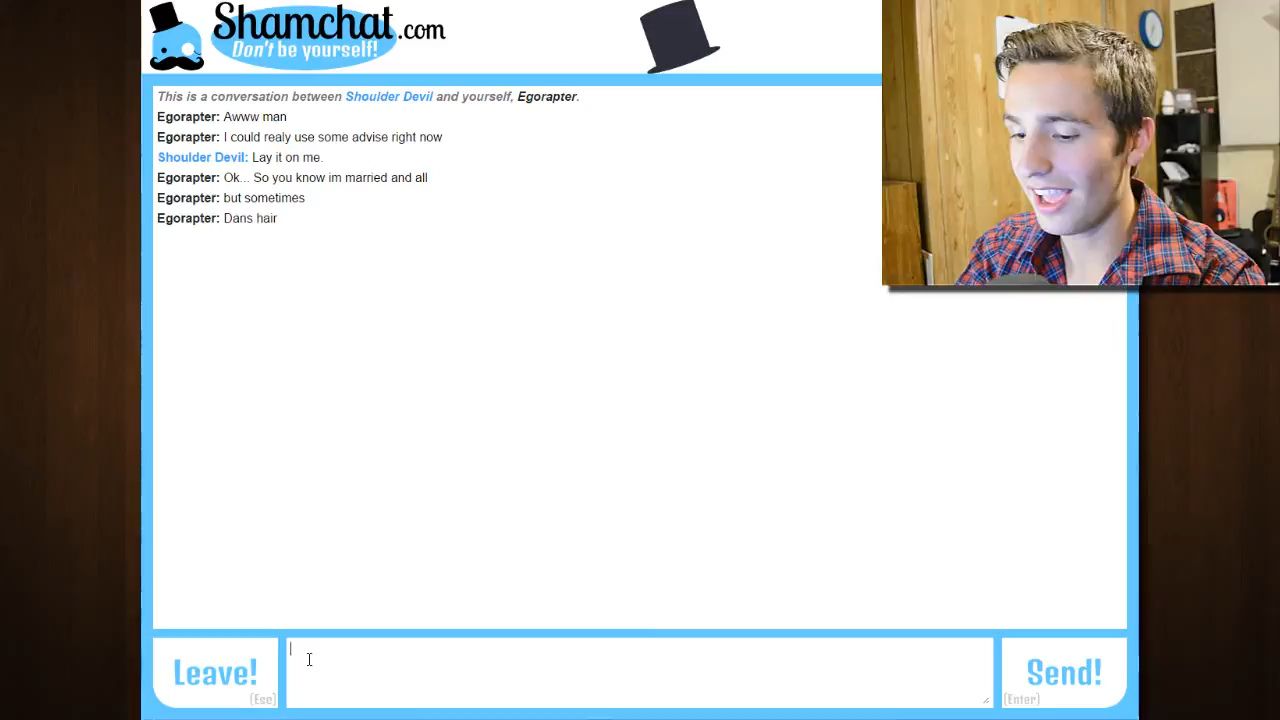 Shamchat.com
Don't be yourself!
This is a conversation between Shoulder Devil and yourself, Egorapter.
Egorapter: Awww man
Egorapter: I could realy use some advise right now
Shoulder Devil: Lay it on me.
Egorapter: Ok... So you know im married and all
Egorapter: but sometimes
Egorapter: Dans hair
Leave!
(Esc)
Send!
(Enter)